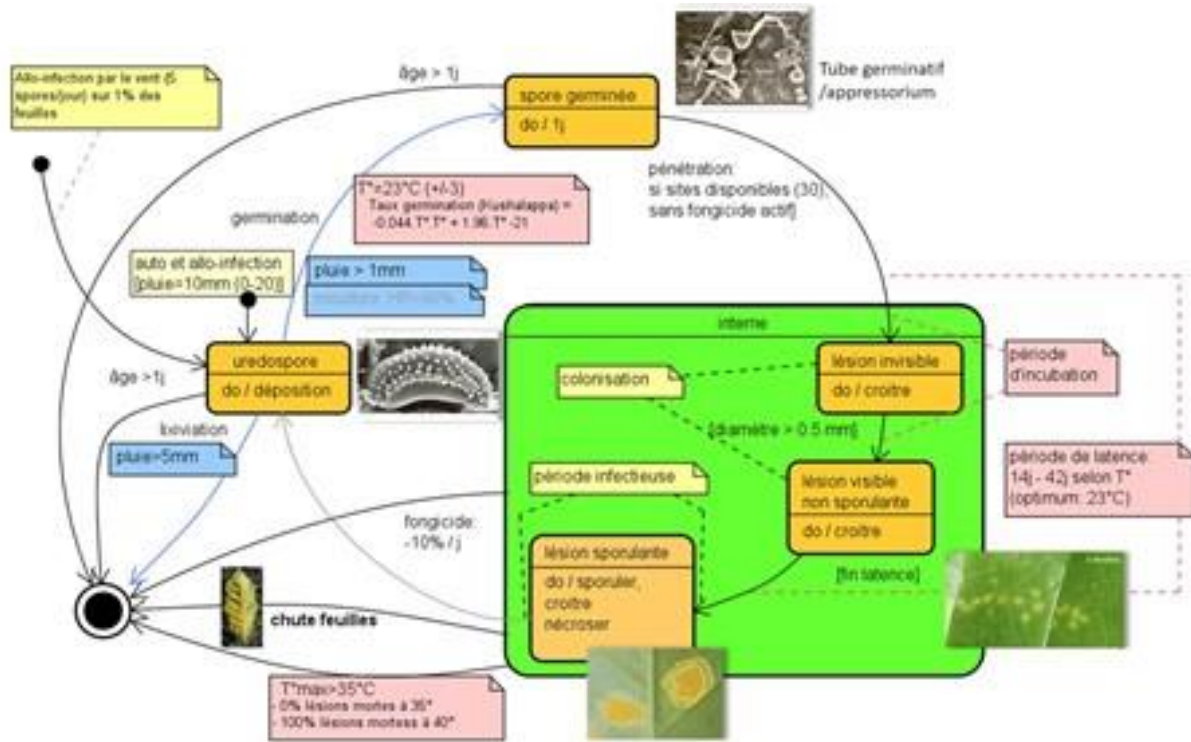 Allo-infection par le vent (5
spores/jour) sur 1% des
feuilles
âge > 1j
spore germinée
do / 1j
Tube germinatif
/appressorium
pénétration:
si sites disponibles (30),
sans fongicide actif]
T°=23°C (+/-3)
Taux germination (Kushalappa) =
-0.044.T°.T° + 1.96.T° -21
germination
auto et allo-infection
[pluie=10mm (0-20)]
pluie > 1mm
interne
uredospore
do / déposition
âge >1j
lixiviation
pluie=5mm
colonisation
lésion invisible
do / croitre
période
d'incubation
[diamètre > 0.5 mm]
période infectieuse
lésion visible
non sporulante
do / croitre
période de latence
14j - 42j selon T°
(optimum: 23°C)
fongicide:
-10% / j
lésion sporulante
do / sporuler,
croitre
nécroser
[fin latence]
chute feuilles
T°max>35°C
- 0% lésions mortes à 35°
- 100% lésions mortess à 40°